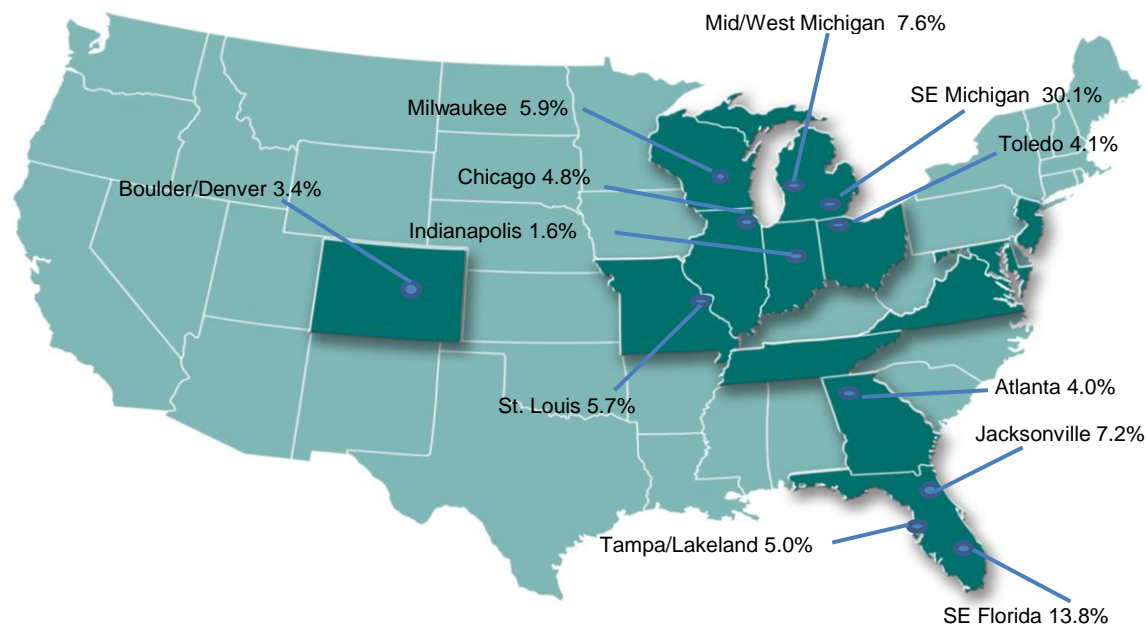 Mid/West Michigan 7.6%
SE Michigan 30.1%
Milwaukee 5.9%
Toledo 4.1%
Chicago 4.8%
Boulder/Denver 3.4%
Indianapolis 1.6%
St. Louis 5.7%
Atlanta 4.0%
Jacksonville 7.2%
Tampa/Lakeland 5.0%
SE Florida 13.8%